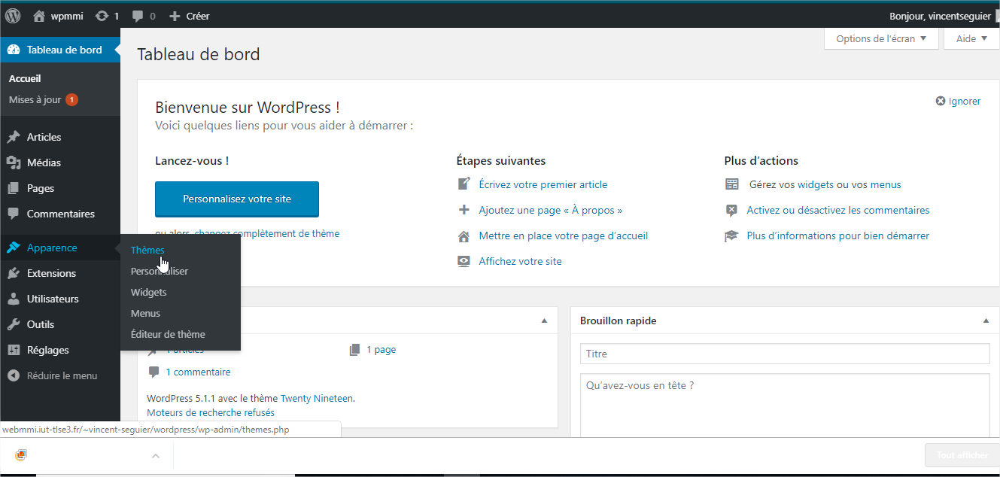 wpmmi 1 0 Créer Bonjour, vincentseguier
Options de l'écran Aide
Tableau de bord
Accueil
Mises à jour 1
Articles
Médias
Pages
Commentaires
Apparence
Extensions
Utilisateurs
Outils
Réglages
Réduire le menu
Thèmes
Personnaliser
Widgets
Menus
Éditeur de thème
Tableau de bord
Bienvenue sur WordPress !
Voici quelques liens pour vous aider à démarrer :
Ignorer
Lancez-vous !
Personnalisez votre site
ou alors, changez complètement de thème
Étapes suivantes
Écrivez votre premier article
Ajoutez une page « À propos »
Mettre en place votre page d’accueil
Affichez votre site
Plus d’actions
Gérez vos widgets ou vos menus
Activez ou désactivez les commentaires
Plus d’informations pour bien démarrer
articles
1 page
1 commentaire
WordPress 5.1.1 avec le thème Twenty Nineteen.
Moteurs de recherche refusés
Brouillon rapide
Titre
Qu’avez-vous en tête ?
webmmi.iut-tlse3.fr/~vincent-seguier/wordpress/wp-admin/themes.php
Tout afficher